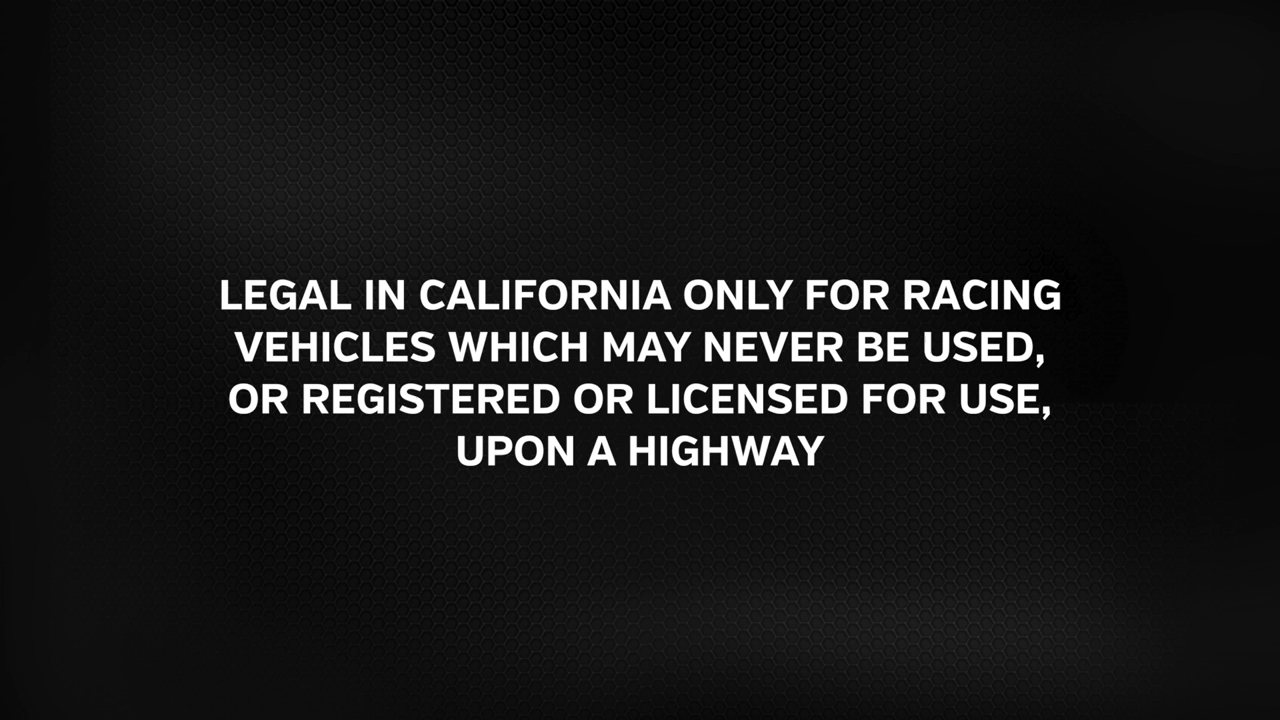 LEGAL IN CALIFORNIA ONLY FOR RACING
VEHICLES WHICH MAY NEVER BE USED,
OR REGISTERED OR LICENSED FOR USE,
UPON A HIGHWAY